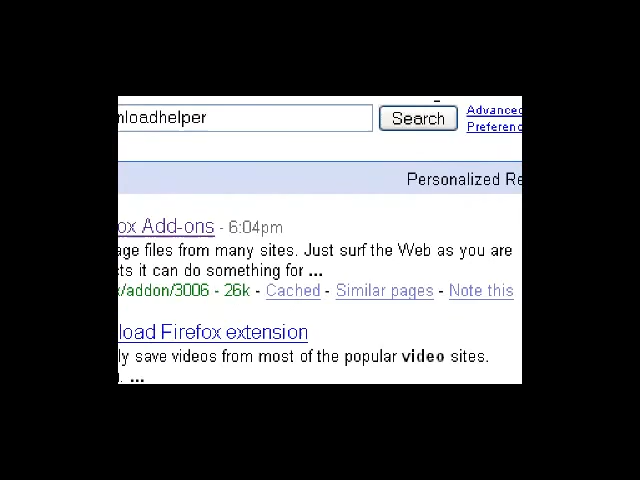 nloadhelper Search Advanced
Preferenc
Personalized Re
ox Add-ons - 6:04pm
age files from many sites. Just surf the Web as you are
cts it can do something for ...
x/addon/3006 - 26k - Cached - Similar pages - Note this
load Firefox extension
ly save videos from most of the popular video sites.
...